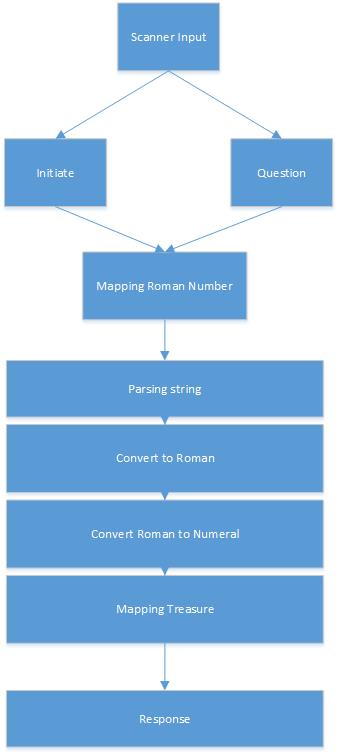 Scanner Input
Initiate
Question
Mapping Roman Number
Parsing string
Convert to Roman
Convert Roman to Numeral
Mapping Treasure
Response